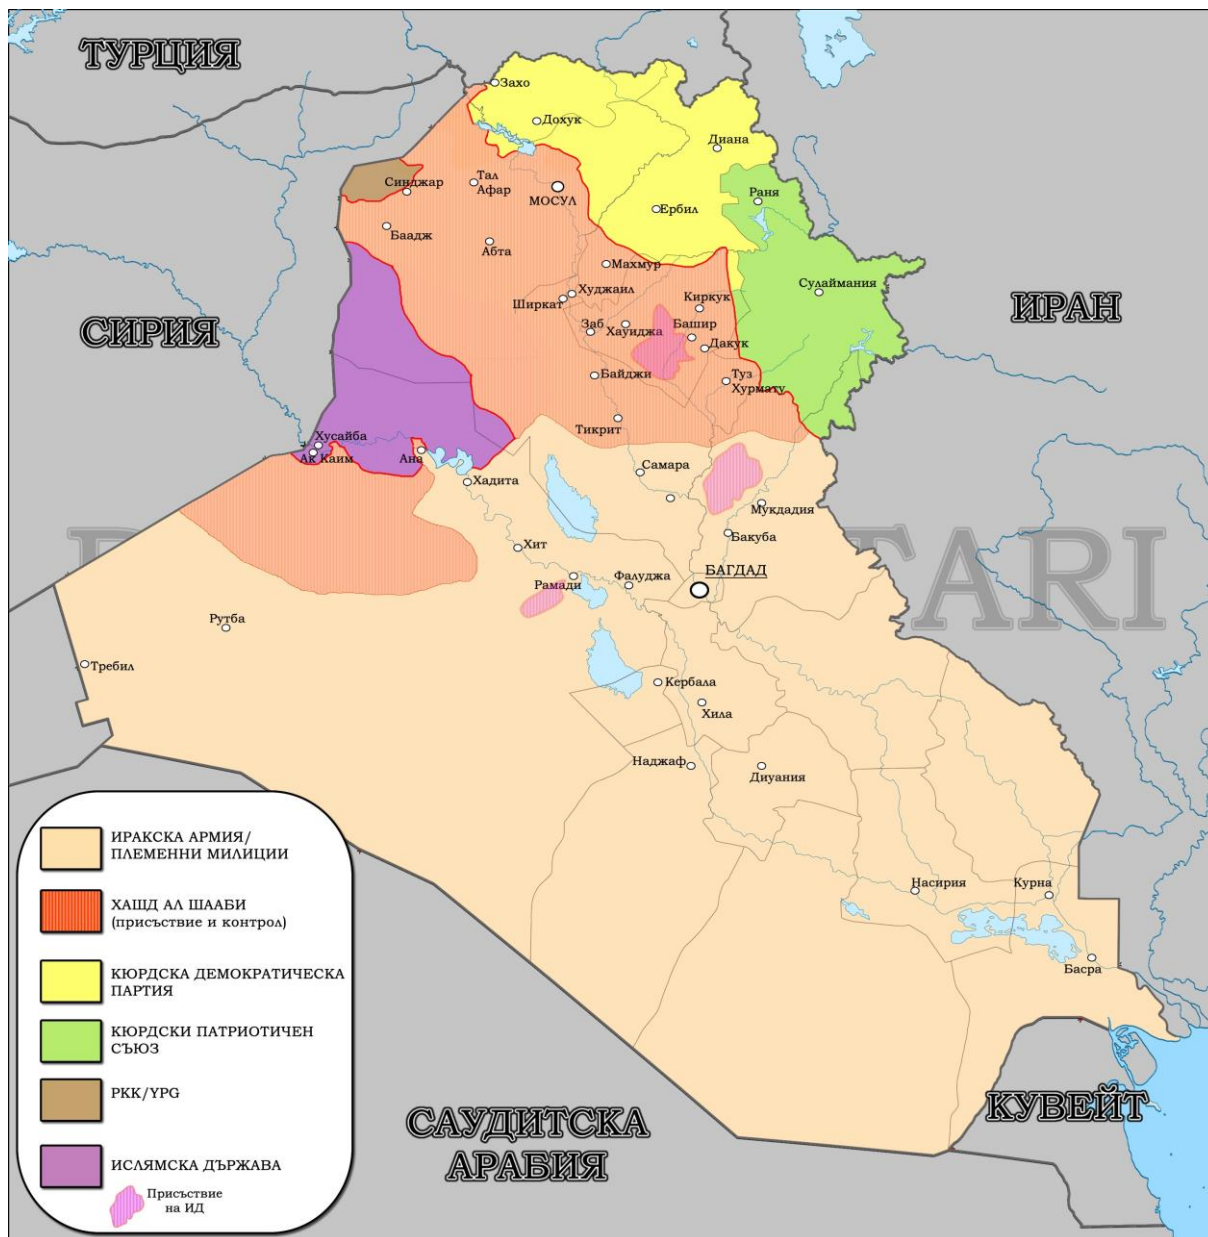 ТУРЦИЯ
Захо
Дохук
Диана
Синджар
Тал
Афар
МОСУЛ
Раня
Ербил
Баадж
Абта
Махмур
СИРИЯ
Худжаил
Ширкат
Киркук
Сулаймания
ИРАН
Заб
Хауиджа
Башир
Дакук
Байджи
Туз
Хурмату
Тикрит
Хусайба
Ак Каим
Ана
Хадита
Самара
Мукдадия
Бакуба
Хит
Рамади
Фалуджа
БАГДАД
TARI
Рутба
Требил
Кербала
Хила
Наджаф
Диуания
Насирия
Курна
Басра
КУВЕЙТ
САУДИТСКА
АРАБИЯ
ИРАКСКА АРМИЯ/
ПЛЕМЕННИ МИЛИЦИИ
ХАШД АЛ ШААБИ
(присъствие и контрол)
КЮРДСКА ДЕМОКРАТИЧЕСКА
ПАРТИЯ
КЮРДСКИ ПАТРИОТИЧЕН
СЪЮЗ
PKK/YPG
ИСЛЯМСКА ДЪРЖАВА
Присъствие
на ИД